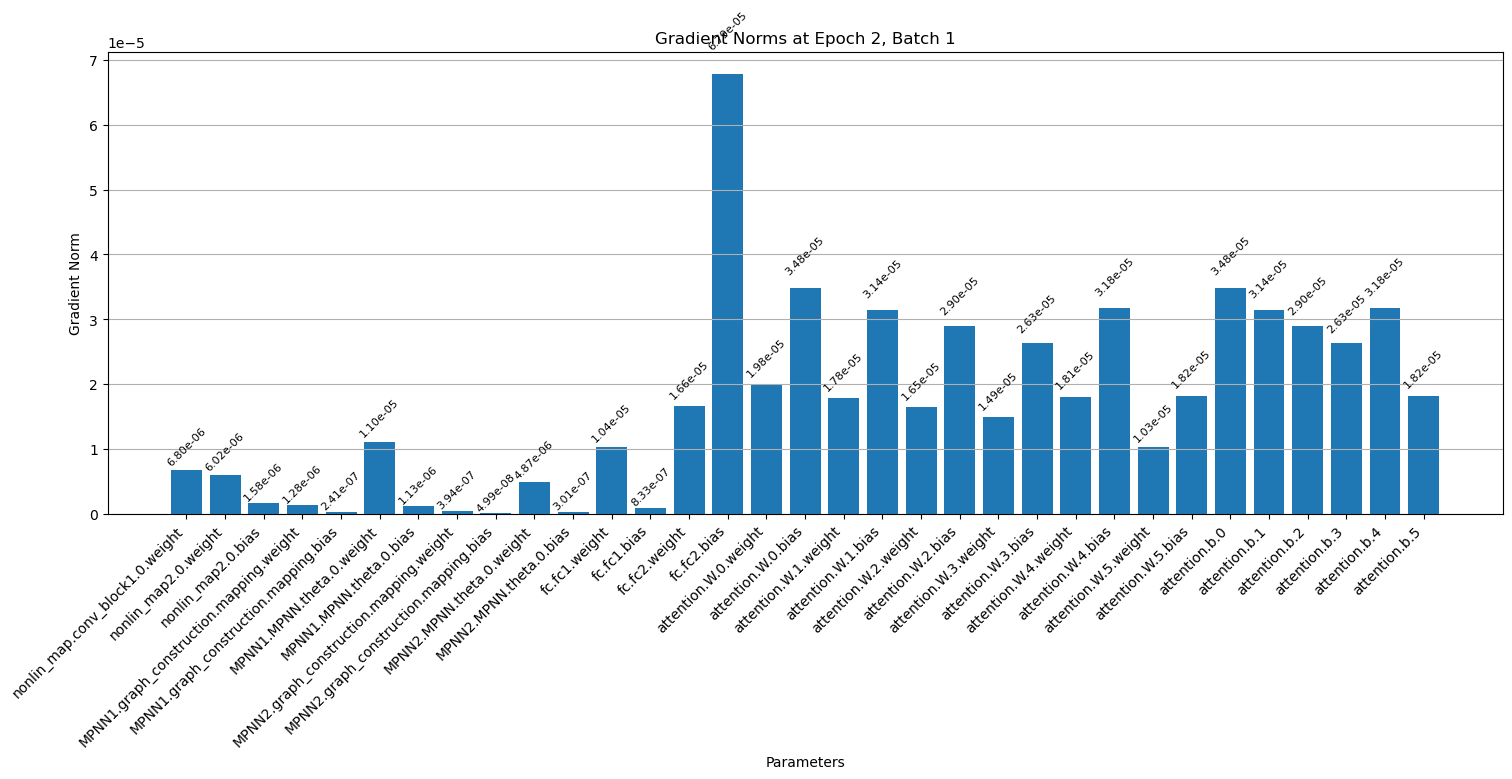 Gradient Norms at Epoch 2, Batch 1
1e−5
Gradient Norm
7
6
5
4
3
2
1
0
6.80e-06
6.02e-06
1.58e-06
1.28e-06
2.41e-07
1.10e-05
1.13e-06
3.94e-07
4.99e-08
4.87e-06
3.01e-07
1.04e-05
8.33e-07
1.66e-05
1.98e-05
3.48e-05
1.78e-05
3.14e-05
1.65e-05
2.90e-05
1.49e-05
2.63e-05
1.81e-05
3.18e-05
1.03e-05
1.82e-05
3.48e-05
3.14e-05
2.90e-05
2.63e-05
3.18e-05
1.82e-05
nonlin_map.conv_block1.0.weight
nonlin_map2.0.weight
nonlin_map2.0.bias
MPNN1.graph_construction.mapping.weight
MPNN1.graph_construction.mapping.bias
MPNN1.MPNN.theta.0.weight
MPNN1.MPNN.theta.0.bias
MPNN2.graph_construction.mapping.weight
MPNN2.graph_construction.mapping.bias
MPNN2.MPNN.theta.0.weight
MPNN2.MPNN.theta.0.bias
fc.fc1.weight
fc.fc1.bias
fc.fc2.weight
fc.fc2.bias
attention.W.0.weight
attention.W.0.bias
attention.W.1.weight
attention.W.1.bias
attention.W.2.weight
attention.W.2.bias
attention.W.3.weight
attention.W.3.bias
attention.W.4.weight
attention.W.4.bias
attention.W.5.weight
attention.W.5.bias
attention.b.0
attention.b.1
attention.b.2
attention.b.3
attention.b.4
attention.b.5
Parameters